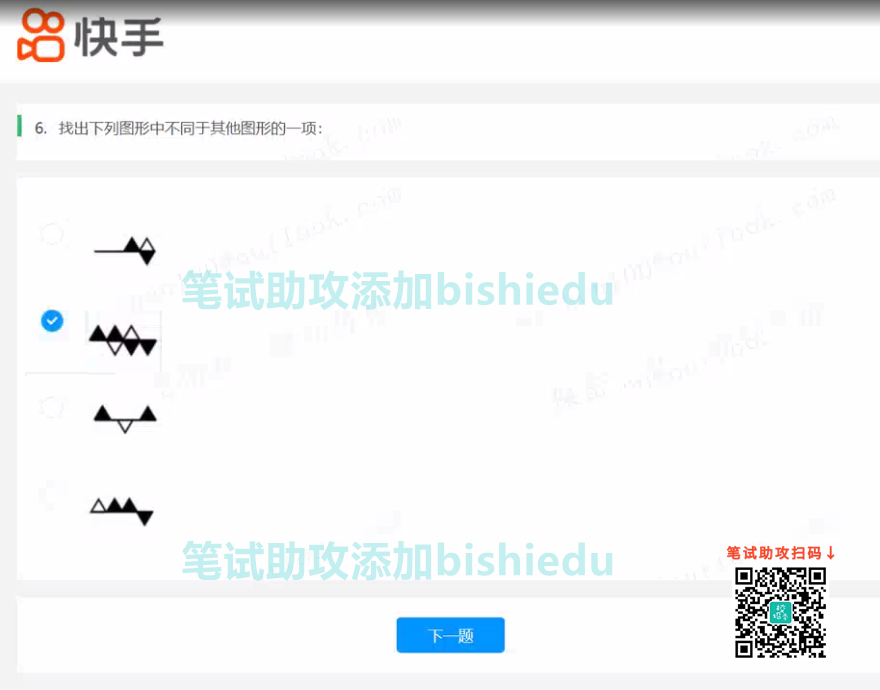 快手
6. 找出下列图形中不同于其他图形的一项:
笔试助攻添加bishiedu
笔试助攻添加bishiedu
笔试助攻扫码↓
下一题